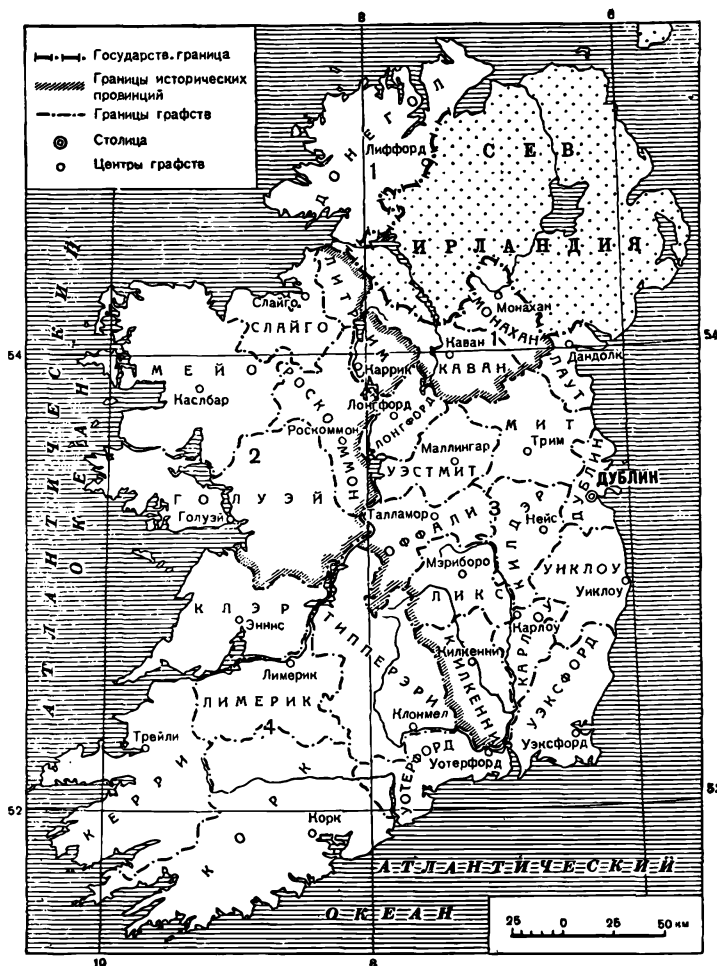 8
6
Государств. граница
Границы исторических
провинций
Границы графств
Столица
Центры графств
ДОНЕГОЛ
Лиффорд
1
СЕВ.
ИРЛАНДИЯ
ЛИТРИМ
Слайго
СЛАЙГО
МОНАХАН
Монахан
54
54
Каван
КАВАН
Дандолк
ЛАУТ
МЕЙО
Каслбар
РОСКОММОН
Каррик
Лонгфорд
ЛОНГФОРД
Роскоммон
МИТ
Трим
Маллингар
УЭСТМИТ
2
ГОЛУЭЙ
Голуэй
ДУБЛИН
ДУБЛИН
Талламор
ОФФАЛИ
3
КИЛДЭР
Нейс
Мэриборо
ЛИКС
УИКЛОУ
Уиклоу
КЛЭР
Эннис
ТИППЕРЭРИ
КИЛКЕННИ
Килкенни
КАРЛОУ
Карлоу
УЭКСФОРД
Лимерик
ЛИМЕРИК
4
Клонмел
Трейли
УОТЕРФОРД
Уотерфорд
Уэксфорд
КЕРРИ
КОРК
Корк
52
АТЛАНТИЧЕСКИЙ
ОКЕАН
АТЛАНТИЧЕСКИЙ
ОКЕАН
25 0 25 50 км
10